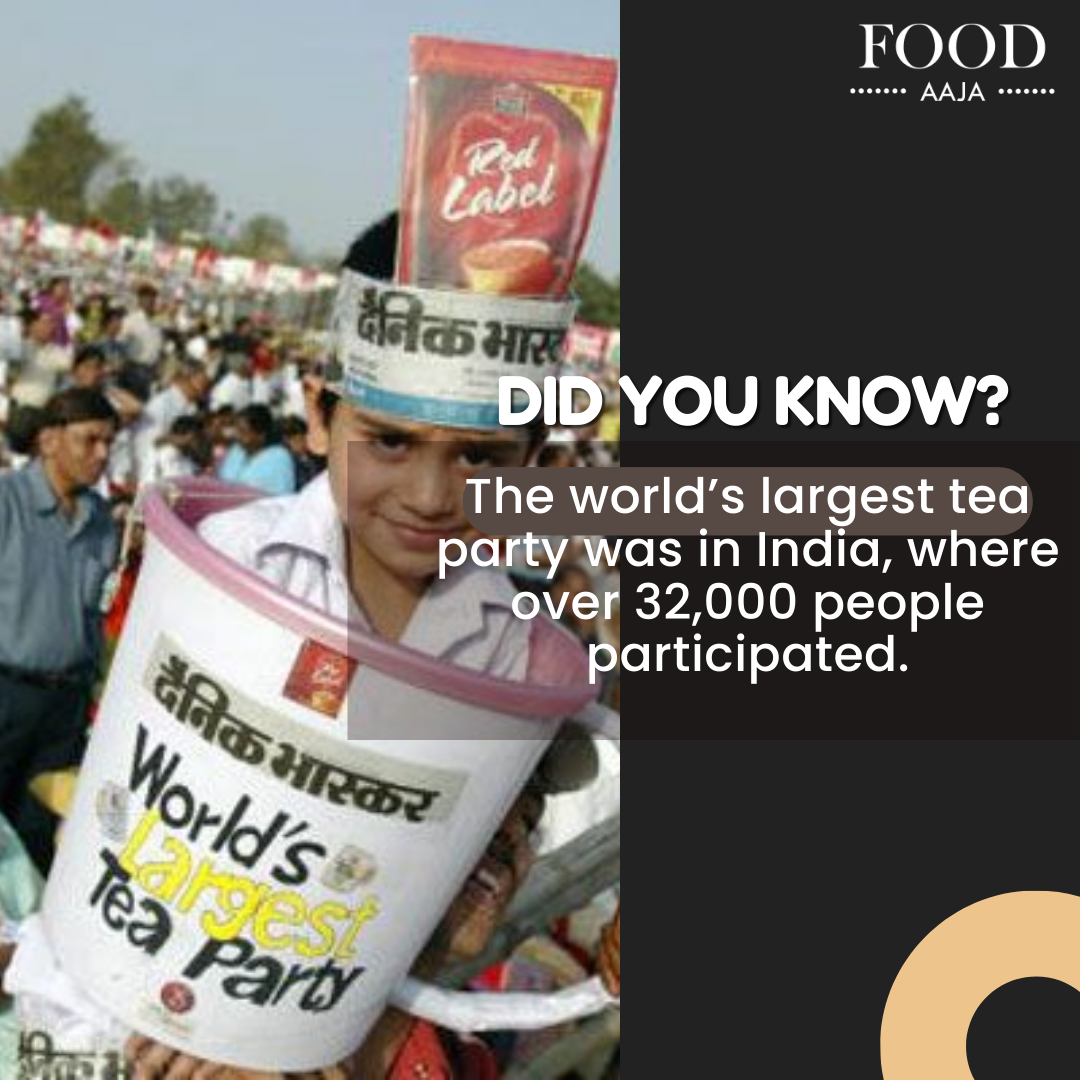 FOOD
AAJA
Red
Label
दैनिक भास्
DID YOU KNOW?
The world’s largest tea
party was in India, where
over 32,000 people
participated.
दैनिक भास्कर
World's
Largest
Tea Party